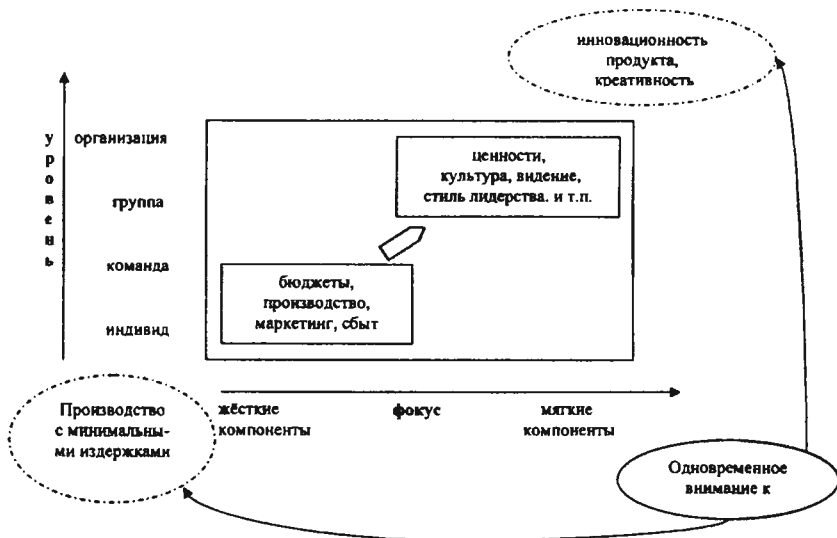 инновационность
продукта,
креативность
уровень
организация
группа
команда
индивид
ценности,
культура, видение,
стиль лидерства. и т.п.
бюджеты,
производство,
маркетинг, сбыт
Производство
с минимальны-
ми издержками
жёсткие
компоненты
фокус
мягкие
компоненты
Одновременное
внимание к